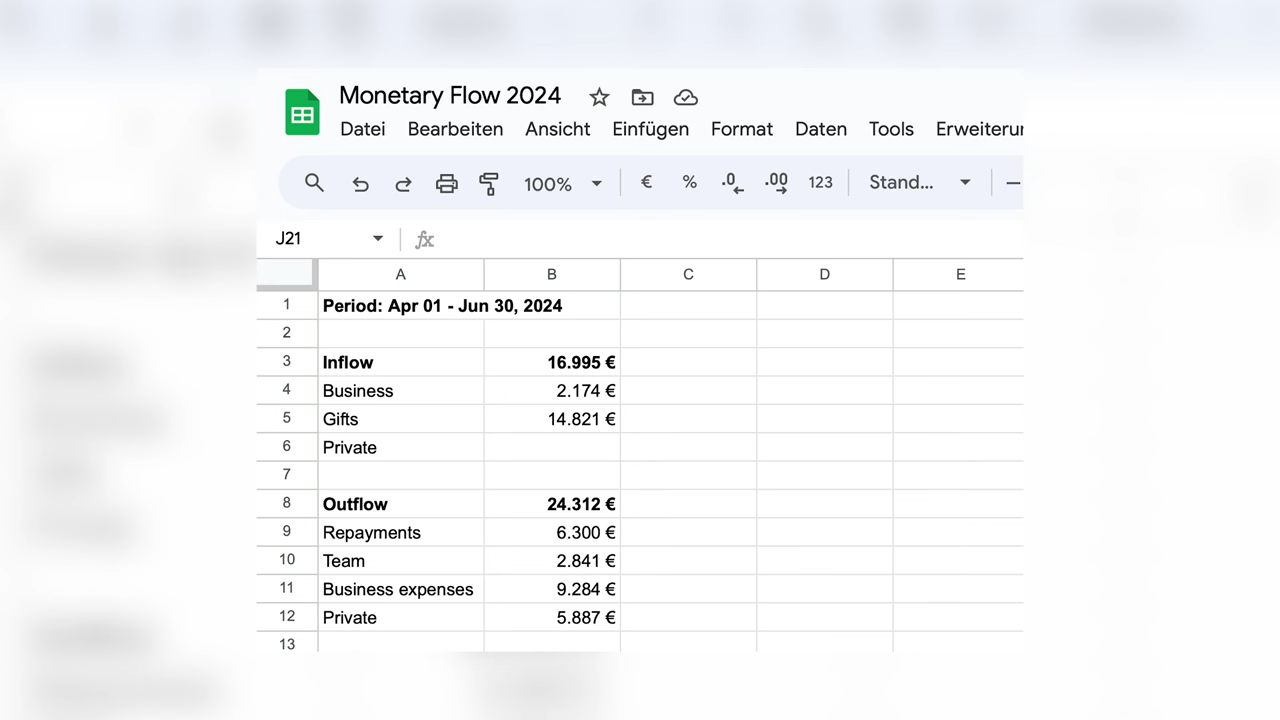 Monetary Flow 2024
Datei Bearbeiten Ansicht Einfügen Format Daten Tools Erweiterun
100% € % .0 .00 123 Stand...
J21 fx
A B C D E
1 Period: Apr 01 - Jun 30, 2024
2
3 Inflow 16.995 €
4 Business 2.174 €
5 Gifts 14.821 €
6 Private
7
8 Outflow 24.312 €
9 Repayments 6.300 €
10 Team 2.841 €
11 Business expenses 9.284 €
12 Private 5.887 €
13